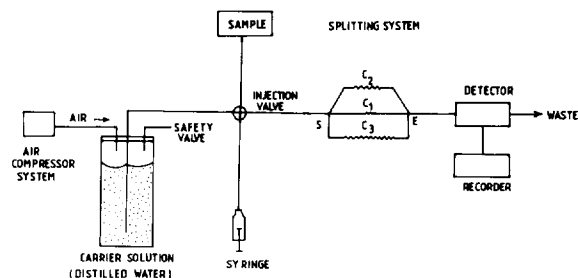 SAMPLE
SPLITTING SYSTEM
C2
INJECTION
VALVE
C1
DETECTOR
AIR
WASTE
S
E
SAFETY
VALVE
C3
AIR
COMPRESSOR
SYSTEM
RECORDER
CARRIER SOLUTION
(DISTILLED WATER)
SYRINGE